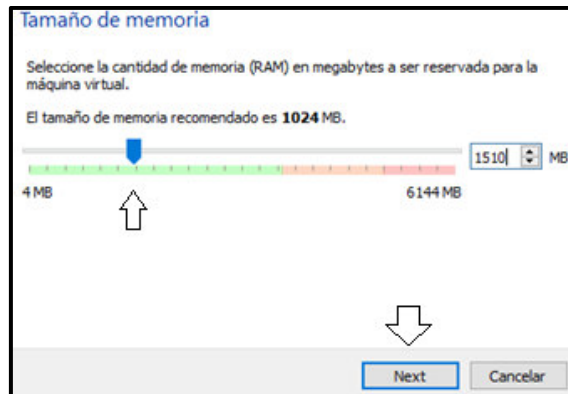 Tamaño de memoria
Seleccione la cantidad de memoria (RAM) en megabytes a ser reservada para la
máquina virtual.
El tamaño de memoria recomendado es 1024 MB.
1510 MB
4 MB 6144 MB
Next Cancelar